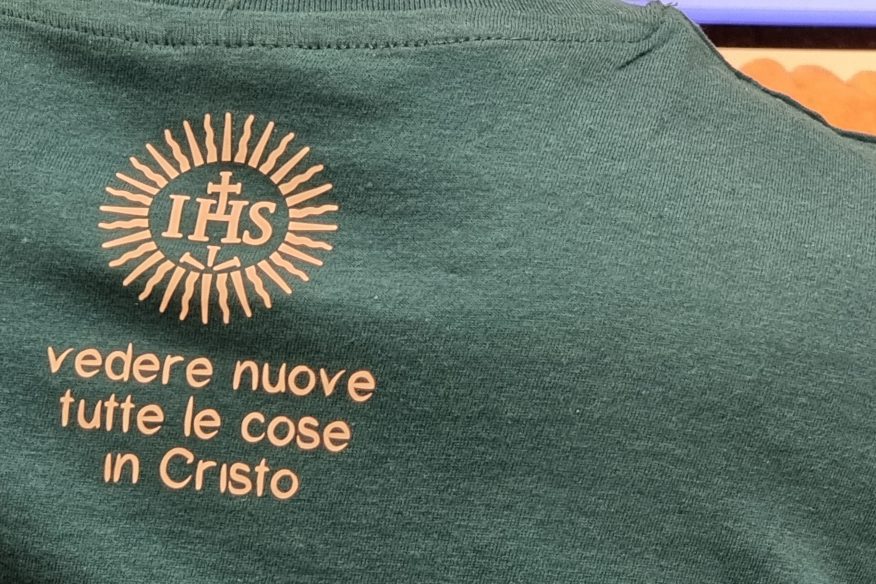 IHS
vedere nuove
tutte le cose
in Cristo